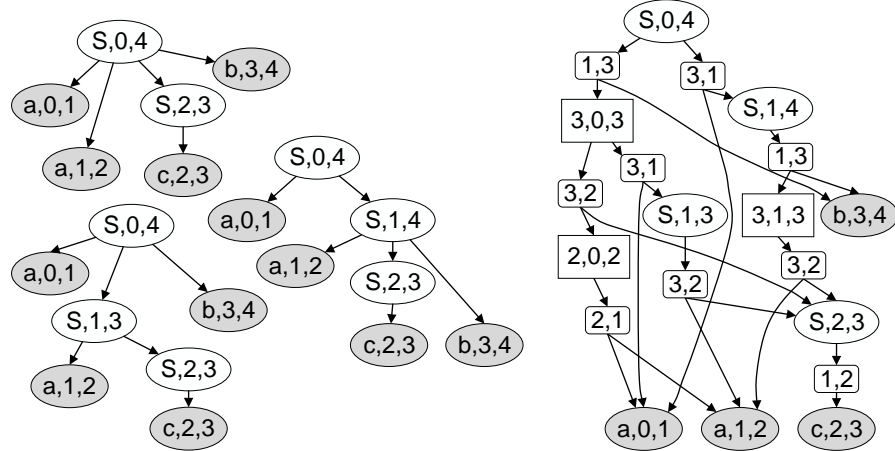 S,0,4
a,0,1
b,3,4
S,2,3
a,1,2
c,2,3
S,0,4
a,0,1
S,1,4
a,1,2
S,2,3
c,2,3
b,3,4
S,0,4
a,0,1
b,3,4
S,1,3
a,1,2
S,2,3
c,2,3
S,0,4
1,3
3,1
3,0,3
S,1,4
1,3
3,1
3,2
S,1,3
3,1,3
b,3,4
2,0,2
3,2
3,2
2,1
S,2,3
1,2
a,0,1
a,1,2
c,2,3